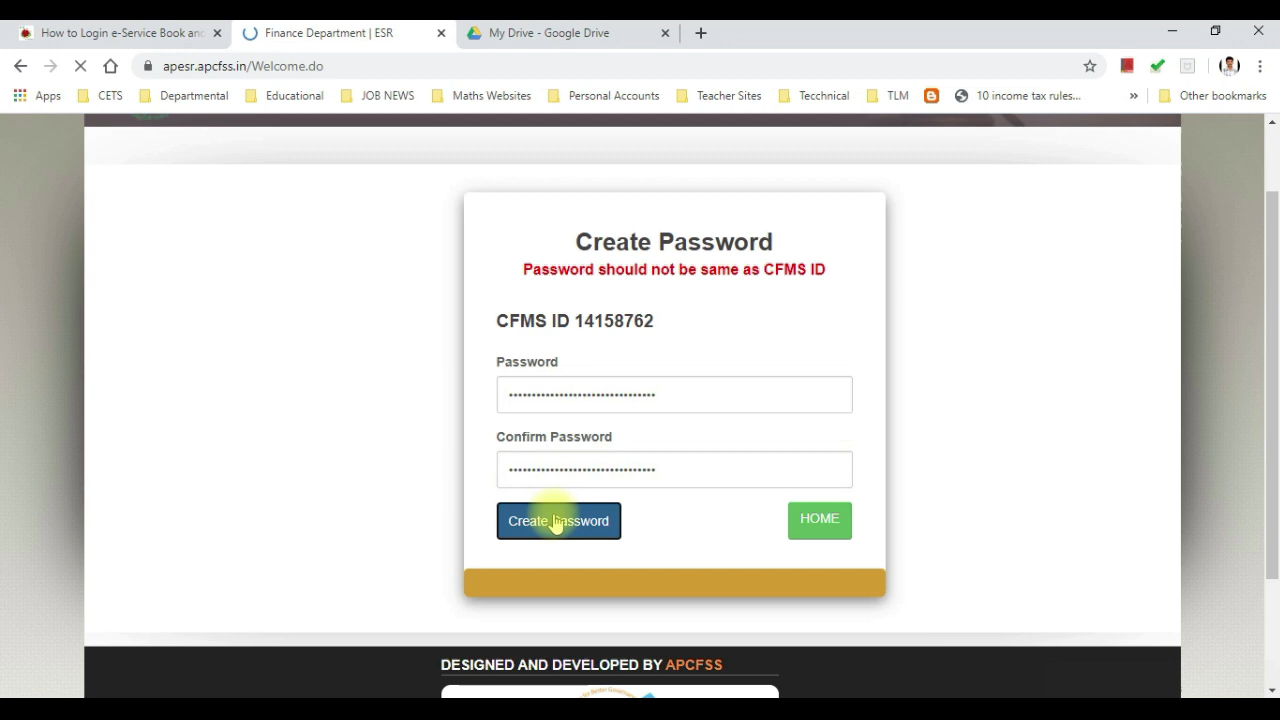 How to Login e-Service Book and
Finance Department | ESR
My Drive - Google Drive
apesr.apcfss.in/Welcome.do
Apps
CETS
Departmental
Educational
JOB NEWS
Maths Websites
Personal Accounts
Teacher Sites
Tecchnical
TLM
10 income tax rules...
»
Other bookmarks
Create Password
Password should not be same as CFMS ID
CFMS ID 14158762
Password
Confirm Password
Create Password
HOME
DESIGNED AND DEVELOPED BY APCFSS